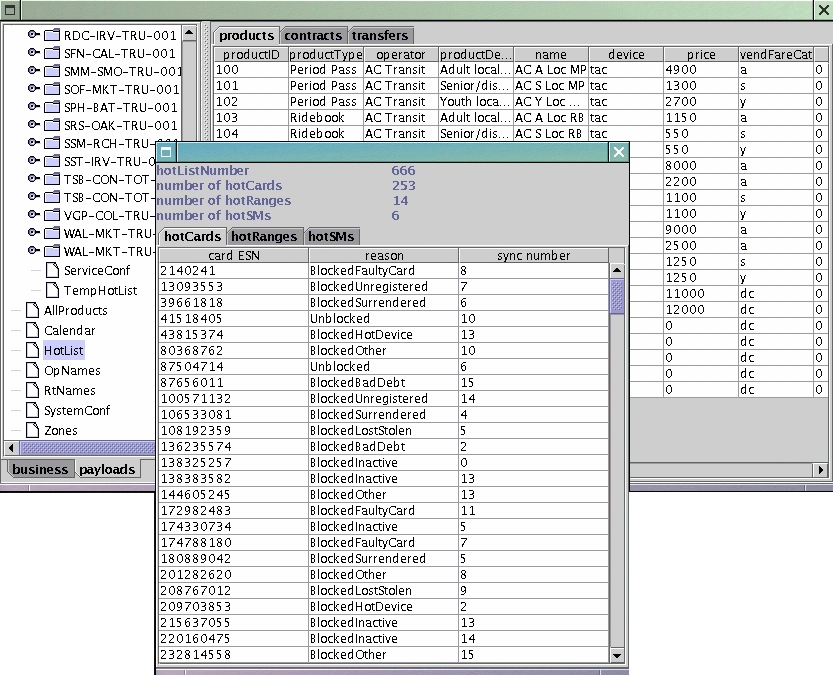 RDC-IRV-TRU-001
SFN-CAL-TRU-001
SMM-SMO-TRU-001
SOF-MKT-TRU-001
SPH-BAT-TRU-001
SRS-OAK-TRU-001
SSM-RCH-TRU-001
SST-IRV-TRU-0
TSB-CON-TOT-
TSB-CON-TOT-
VGP-COL-TRU-
WAL-MKT-TRU-
WAL-MKT-TRU-
ServiceConf
TempHotList
AllProducts
Calendar
HotList
OpNames
RtNames
SystemConf
Zones
business payloads
products contracts transfers
productID productType operator productDe... name device price vendFareCat
100 Period Pass AC Transit Adult local... AC A Loc MP tac 4900 a 0
101 Period Pass AC Transit Senior/dis... AC S Loc MP tac 1300 s 0
102 Period Pass AC Transit Youth loca... AC Y Loc ... tac 2700 y 0
103 Ridebook AC Transit Adult local... AC A Loc RB tac 1150 a 0
104 Ridebook AC Transit Senior/dis... AC S Loc RB tac 550 s 0
550 y 0
8000 a 0
2200 a 0
1100 s 0
1100 y 0
9000 a 0
2500 a 0
1250 s 0
1250 y 0
11000 dc 0
12000 dc 0
0 dc 0
0 dc 0
0 dc 0
0 dc 0
0 dc 0
hotListNumber 666
number of hotCards 253
number of hotRanges 14
number of hotSMs 6
hotCards hotRanges hotSMs
card ESN reason sync number
2140241 BlockedFaultyCard 8
13093553 BlockedUnregistered 7
39661818 BlockedSurrendered 6
41518405 Unblocked 10
43815374 BlockedHotDevice 13
80368762 BlockedOther 10
87504714 Unblocked 6
87656011 BlockedBadDebt 15
100571132 BlockedUnregistered 14
106533081 BlockedSurrendered 4
108192359 BlockedLostStolen 5
136235574 BlockedBadDebt 2
138325257 BlockedInactive 0
138383582 BlockedInactive 13
144605245 BlockedOther 13
172982483 BlockedFaultyCard 11
174330734 BlockedInactive 5
174788180 BlockedFaultyCard 7
180889042 BlockedSurrendered 5
201282620 BlockedOther 8
208767012 BlockedLostStolen 9
209703853 BlockedHotDevice 2
215637055 BlockedInactive 13
220160475 BlockedInactive 14
232814558 BlockedOther 15